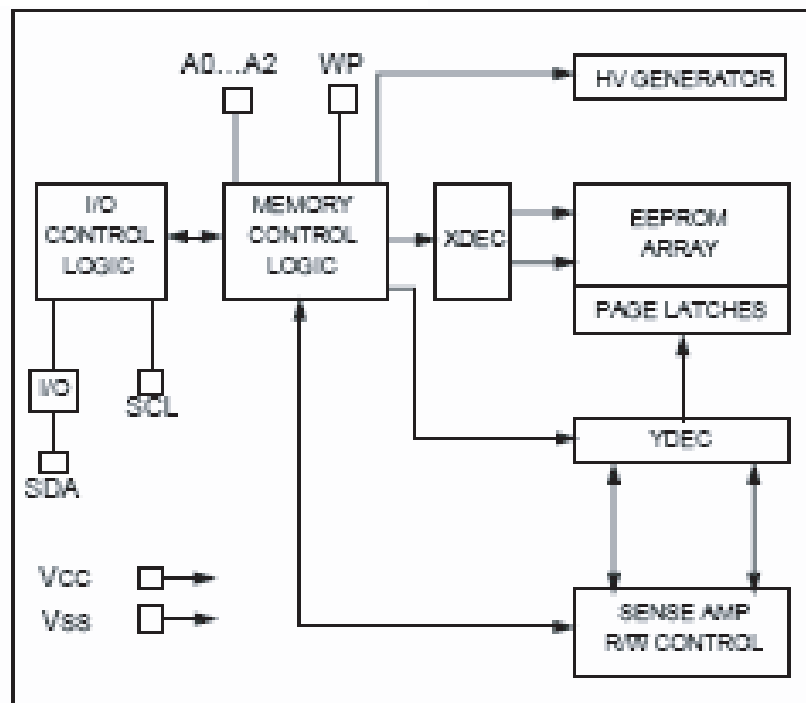 A0...A2
WP
HV GENERATOR
I/O
CONTROL
LOGIC
MEMORY
CONTROL
LOGIC
XDEC
EEPROM
ARRAY
PAGE LATCHES
I/O
SCL
SDA
YDEC
VCC
VSS
SENSE AMP
R/W̅ CONTROL